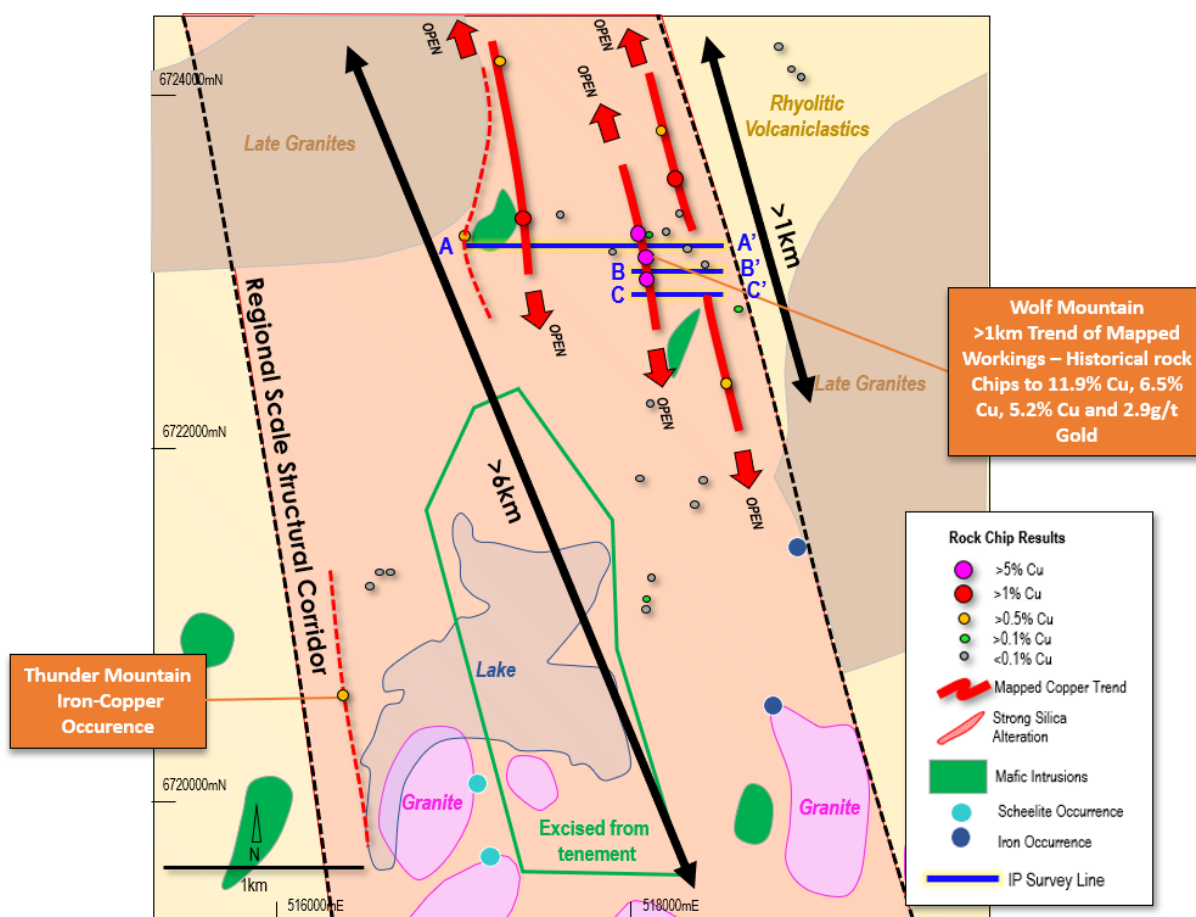 OPEN
OPEN
OPEN
6724000mN
Late Granites
Rhyolitic
Volcaniclastics
>1km
A
A'
B
B'
C
C'
OPEN
OPEN
OPEN
Regional Scale Structural Corridor
Wolf Mountain
>1km Trend of Mapped
Workings – Historical rock
Chips to 11.9% Cu, 6.5%
Cu, 5.2% Cu and 2.9g/t
Gold
Late Granites
6722000mN
>6km
Rock Chip Results
>5% Cu
>1% Cu
>0.5% Cu
>0.1% Cu
<0.1% Cu
Mapped Copper Trend
Strong Silica
Alteration
Mafic Intrusions
Scheelite Occurrence
Iron Occurrence
IP Survey Line
Thunder Mountain
Iron-Copper
Occurence
Lake
6720000mN
Granite
Granite
Excised from
tenement
N
1km
516000mE
518000mE